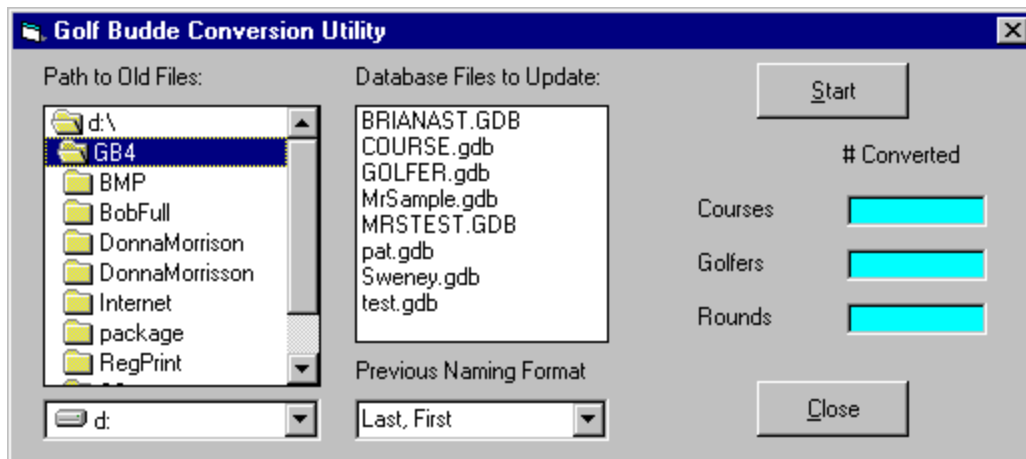 Golf Budde Conversion Utility
Path to Old Files:
d:\
GB4
BMP
BobFull
DonnaMorrison
DonnaMorrisson
Internet
package
RegPrint
d:
Database Files to Update:
BRIANAST.GDB
COURSE.gdb
GOLFER.gdb
MrSample.gdb
MRSTEST.GDB
pat.gdb
Sweney.gdb
test.gdb
Previous Naming Format
Last, First
Start
# Converted
Courses
Golfers
Rounds
Close